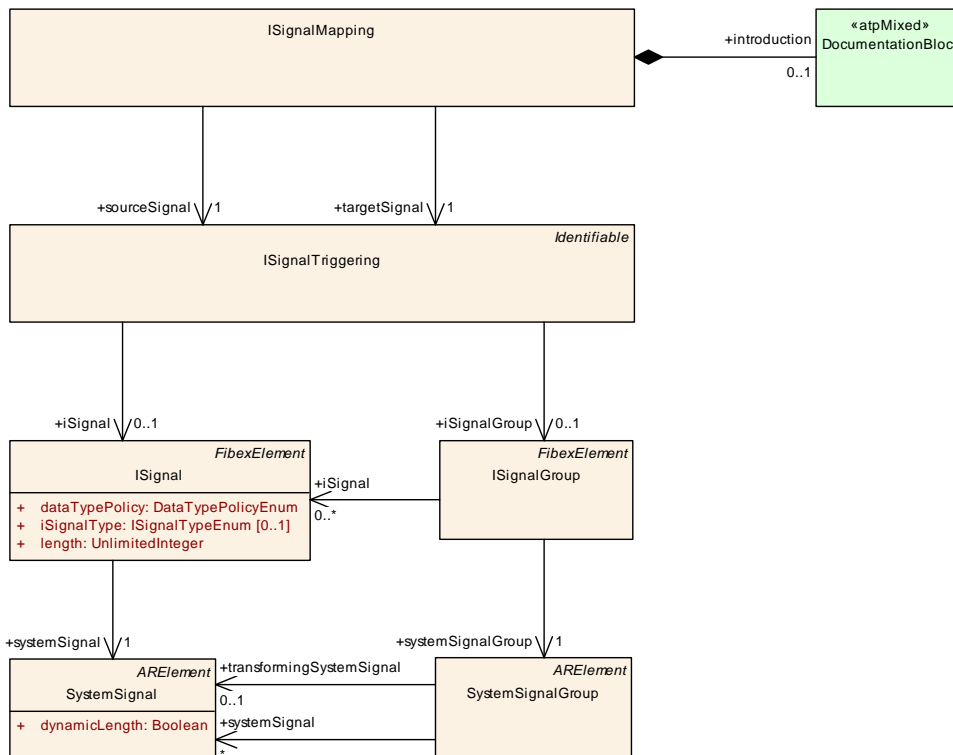 ISignalMapping
«atpMixed»
DocumentationBloc
+introduction
0..1
+sourceSignal
1
+targetSignal
1
Identifiable
ISignalTriggering
+iSignal
0..1
+iSignalGroup
0..1
FibexElement
ISignal
+ dataTypePolicy: DataTypePolicyEnum
+ iSignalType: ISignalTypeEnum [0..1]
+ length: UnlimitedInteger
+iSignal
0..*
FibexElement
ISignalGroup
+systemSignal
1
+systemSignalGroup
1
ARElement
SystemSignal
+ dynamicLength: Boolean
+transformingSystemSignal
0..1
+systemSignal
*
ARElement
SystemSignalGroup